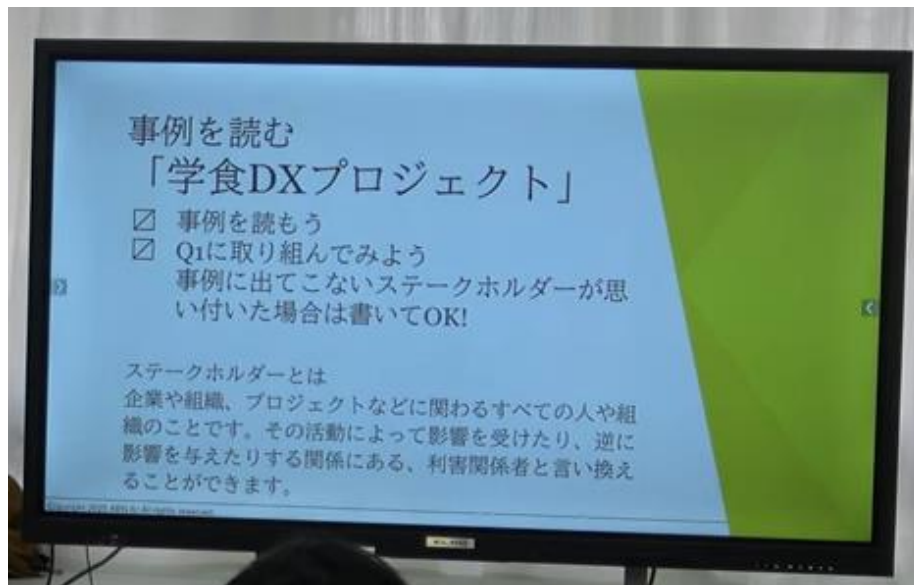 事例を読む
「学食DXプロジェクト」
事例を読もう
Q1に取り組んでみよう
事例に出てこないステークホルダーが思
い付いた場合は書いてOK!
ステークホルダーとは
企業や組織、プロジェクトなどに関わるすべての人や組
織のことです。その活動によって影響を受けたり、逆に
影響を与えたりする関係にある、利害関係者と言い換え
ることができます。